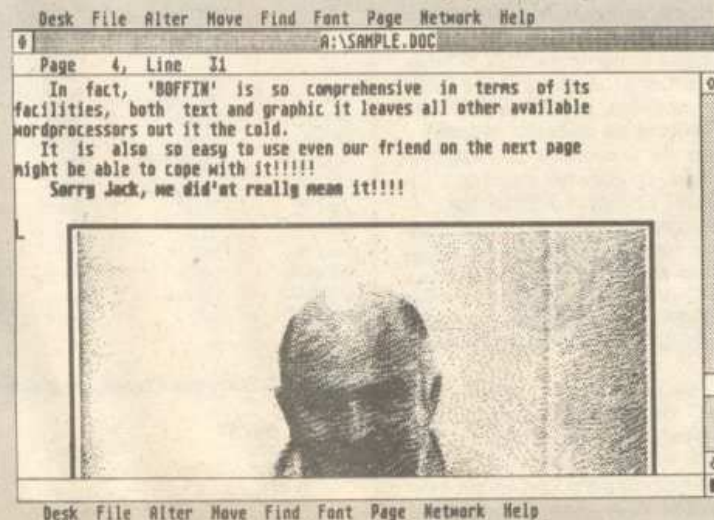 Desk File Alter Move Find Font Page Network Help
A:\SAMPLE.DOC
Page 4, Line 31
In fact, 'BOFFIN' is so comprehensive in terms of its
facilities, both text and graphic it leaves all other available
wordprocessors out it the cold.
It is also so easy to use even our friend on the next page
might be able to cope with it!!!!!
Sorry Jack, we did'nt really mean it!!!!
Desk File Alter Move Find Font Page Network Help